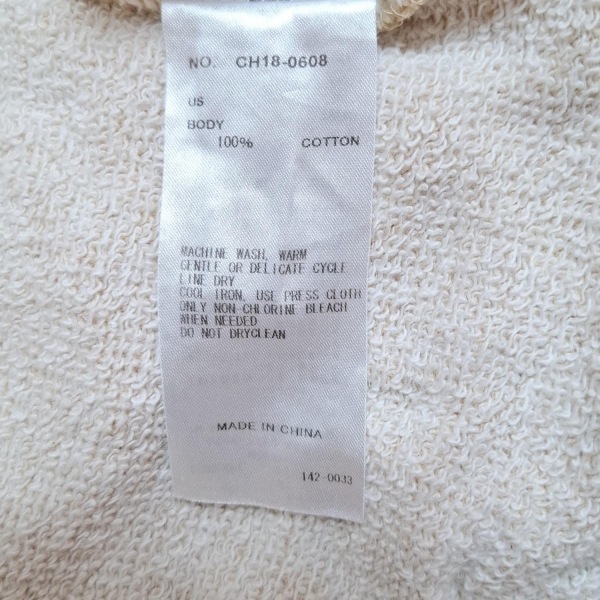 NO. CH18-0608
US
BODY
100% COTTON
MACHINE WASH, WARM
GENTLE OR DELICATE CYCLE
LINE DRY
COOL IRON, USE PRESS CLOTH
ONLY NON CHLORINE BLEACH
WHEN NEEDED
DO NOT DRYCLEAN
MADE IN CHINA
142-0033